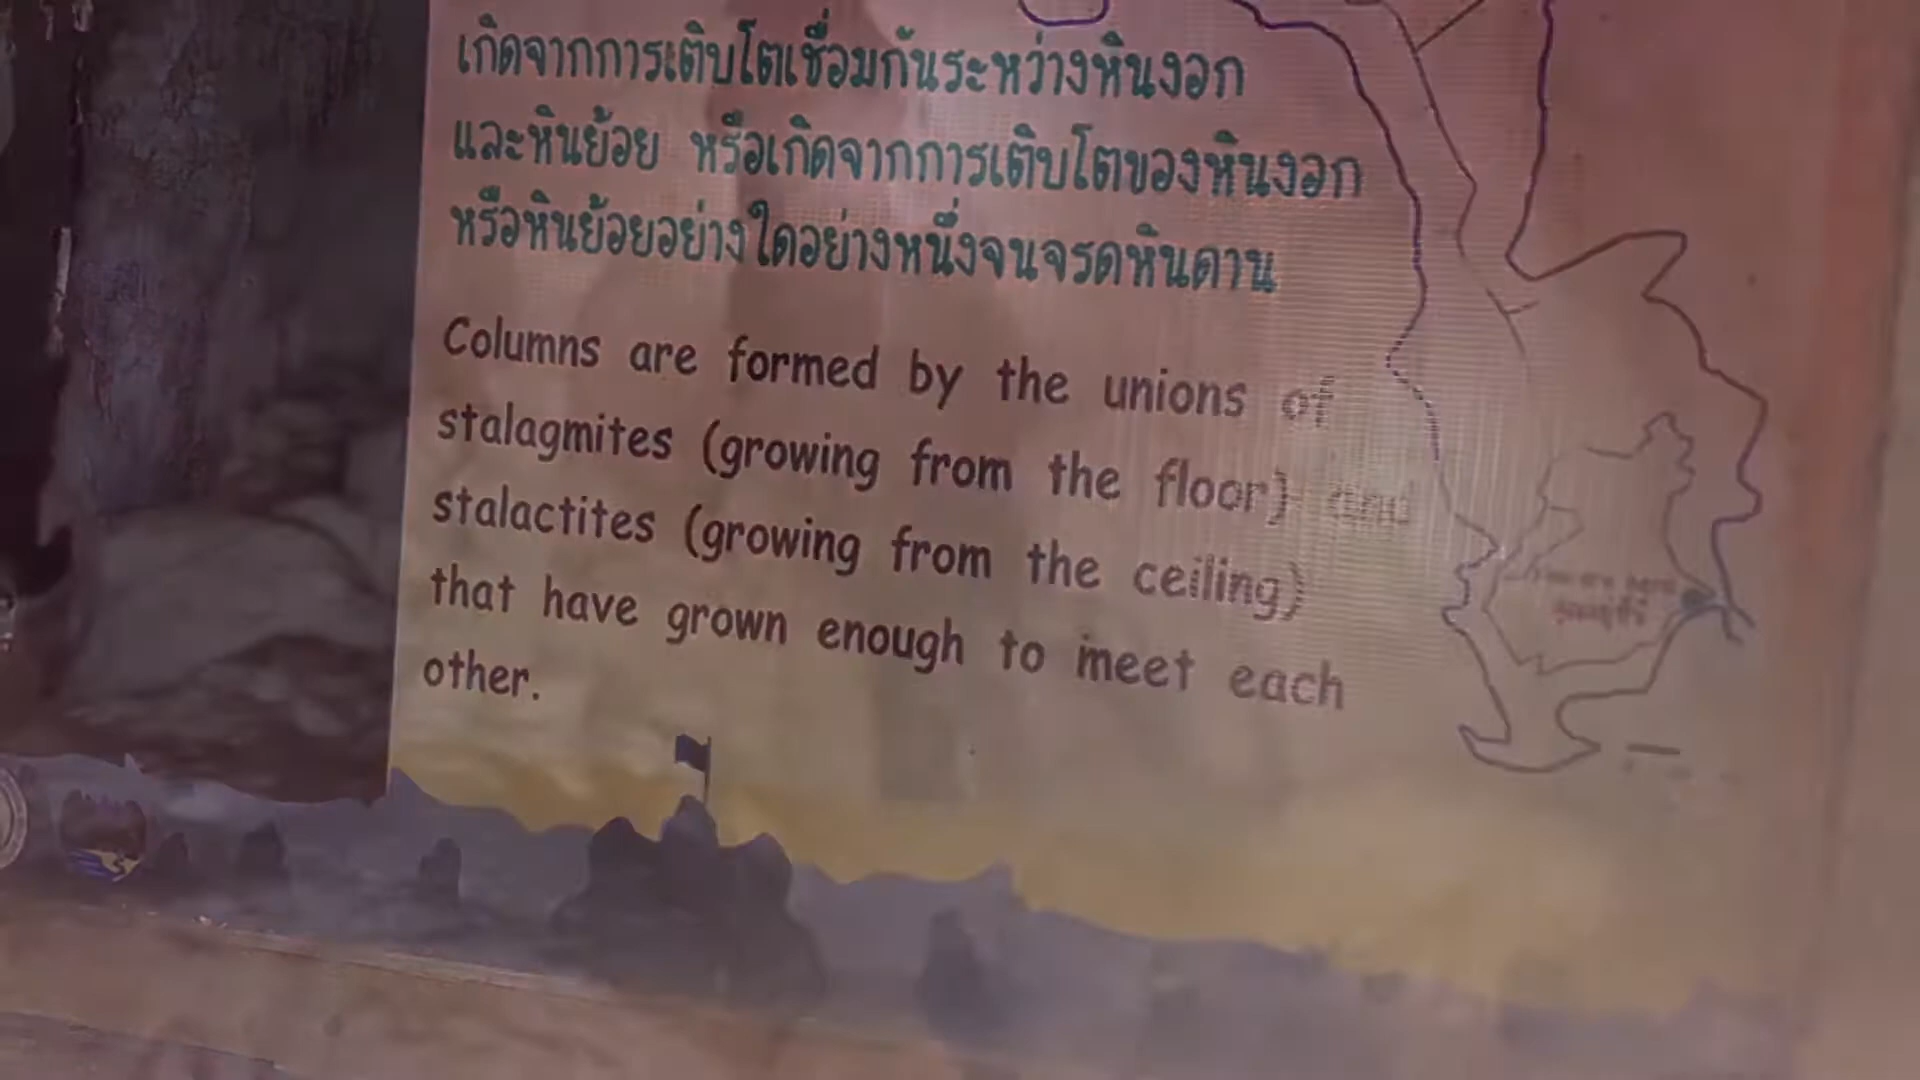 เกิดจากการเติบโตเชื่อมกันระหว่างหินงอก
และหินย้อย หรือเกิดจากการเติบโตของหินงอก
หรือหินย้อยอย่างใดอย่างหนึ่งจนจรดหินดาน
Columns are formed by the unions of
stalagmites (growing from the floor) and
stalactites (growing from the ceiling)
that have grown enough to meet each
other.